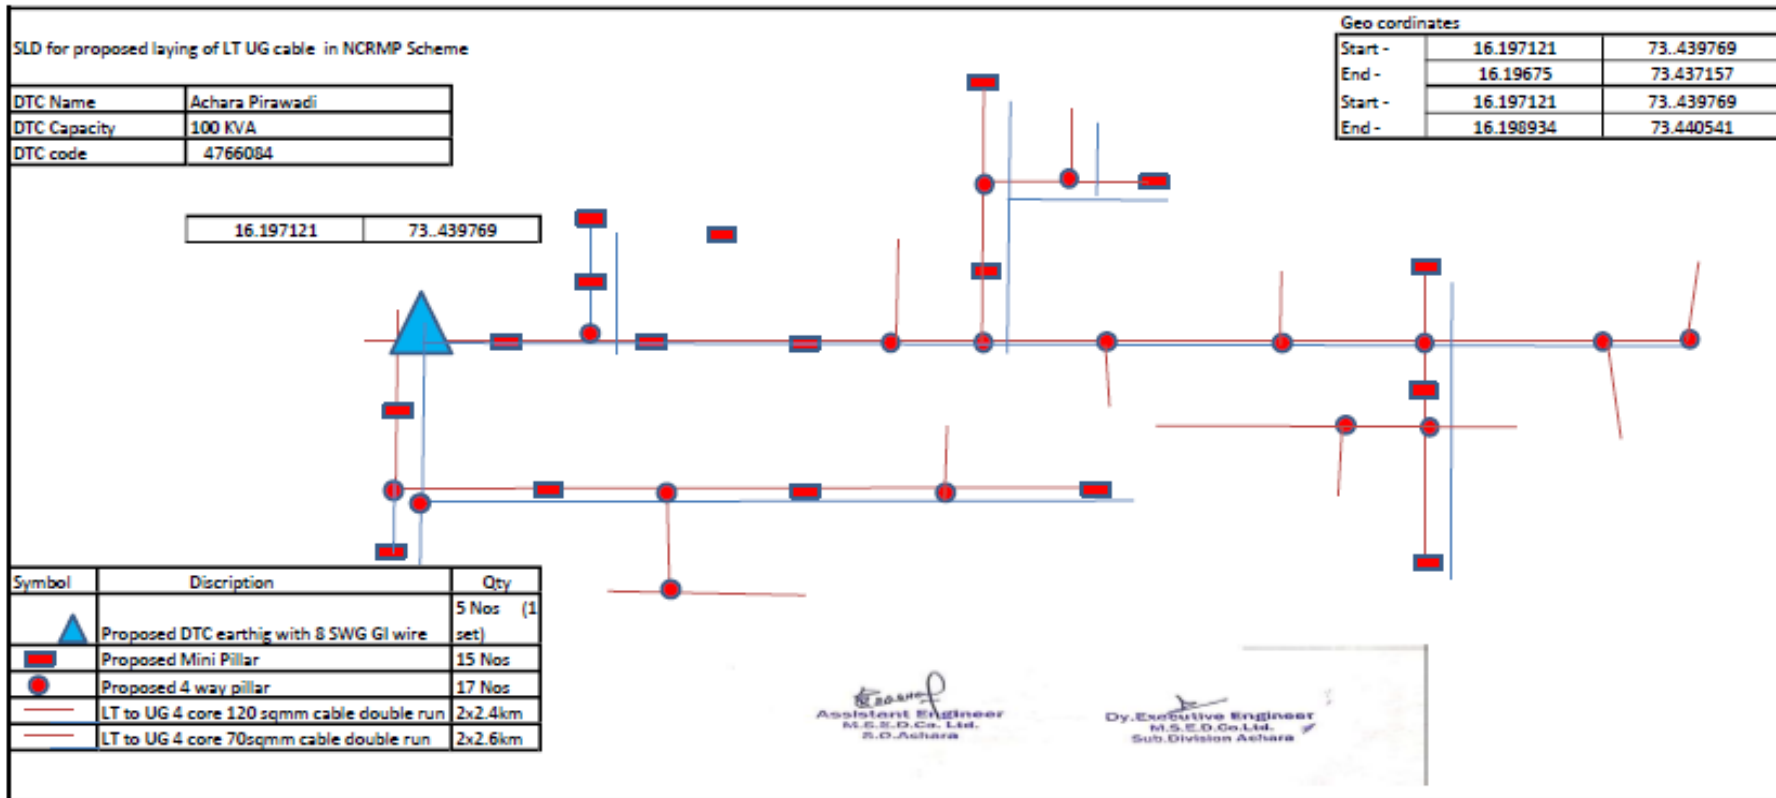 Geo cordinates
SLD for proposed laying of LT UG cable in NCRMP Scheme
Start - 16.197121 73..439769
End - 16.19675 73.437157
Start - 16.197121 73..439769
End - 16.198934 73.440541
DTC Name Achara Pirawadi
DTC Capacity 100 KVA
DTC code 4766084
16.197121 73..439769
Symbol Discription Qty
Proposed DTC earthig with 8 SWG GI wire 5 Nos (1 set)
Proposed Mini Pillar 15 Nos
Proposed 4 way pillar 17 Nos
LT to UG 4 core 120 sqmm cable double run 2x2.4km
LT to UG 4 core 70sqmm cable double run 2x2.6km
Assistant Engineer
M.S.E.D.Co. Ltd.
S.D.Achara
Dy.Executive Engineer
M.S.E.D.Co.Ltd.
Sub.Division Achara